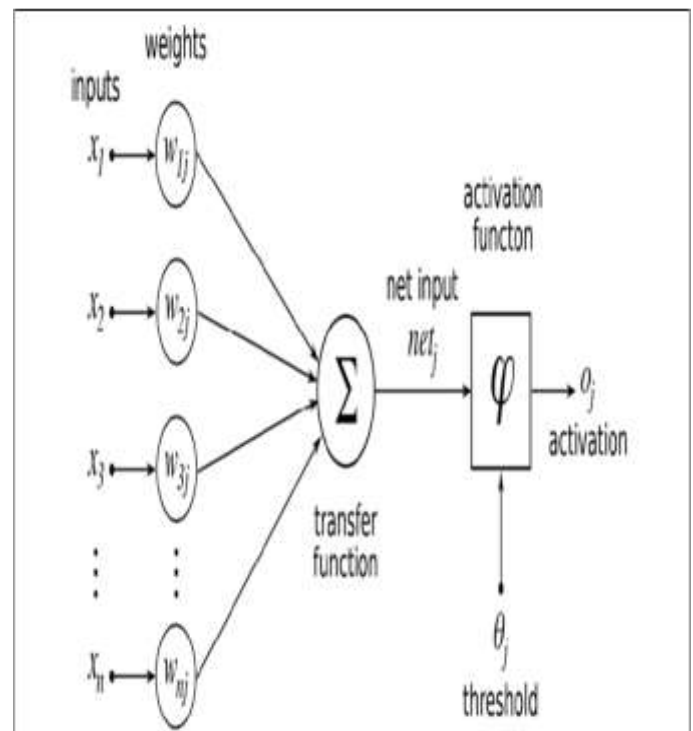 weights
inputs
x1
w1j
activation
functon
x2
w2j
net input
netj
Σ
φ
oj
activation
x3
w3j
transfer
function
θj
threshold
xn
wnj